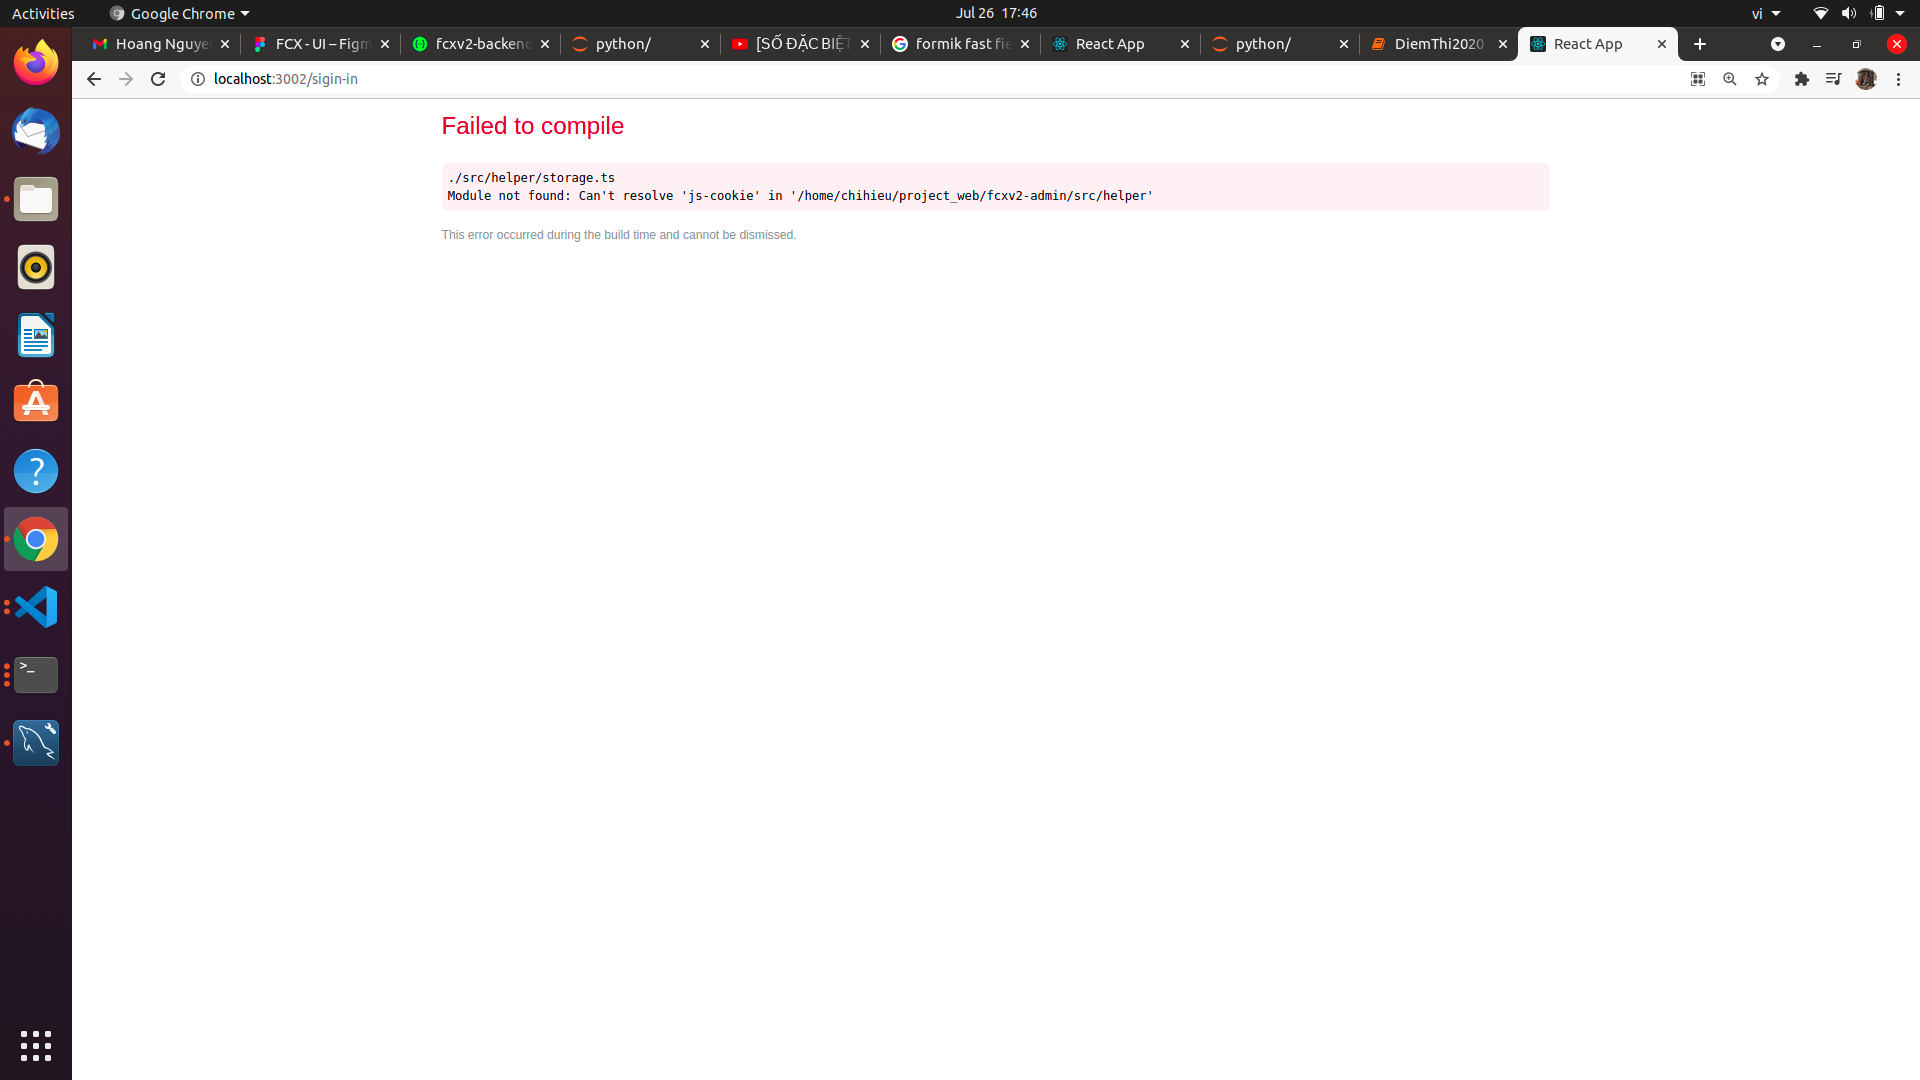 Activities
Google Chrome
Jul 26 17:46
vi
Hoang Nguye
FCX - UI – Figm
fcxv2-backend
python/
[SỐ ĐẶC BIỆT
formik fast fie
React App
python/
DiemThi2020
React App
localhost:3002/sigin-in
Failed to compile
./src/helper/storage.ts
Module not found: Can't resolve 'js-cookie' in '/home/chihieu/project_web/fcxv2-admin/src/helper'
This error occurred during the build time and cannot be dismissed.